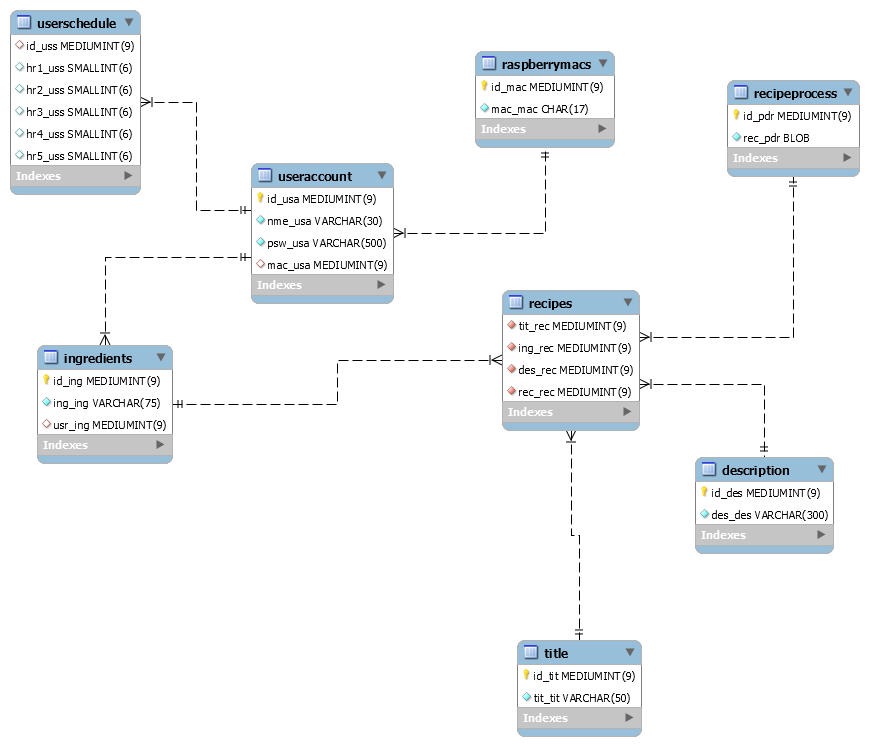 userschedule
id_uss MEDIUMINT(9)
hr1_uss SMALLINT(6)
hr2_uss SMALLINT(6)
hr3_uss SMALLINT(6)
hr4_uss SMALLINT(6)
hr5_uss SMALLINT(6)
Indexes
raspberrymacs
id_mac MEDIUMINT(9)
mac_mac CHAR(17)
Indexes
recipeprocess
id_pdr MEDIUMINT(9)
rec_pdr BLOB
Indexes
useraccount
id_usa MEDIUMINT(9)
nme_usa VARCHAR(30)
psw_usa VARCHAR(500)
mac_usa MEDIUMINT(9)
Indexes
recipes
tit_rec MEDIUMINT(9)
ing_rec MEDIUMINT(9)
des_rec MEDIUMINT(9)
rec_rec MEDIUMINT(9)
Indexes
ingredients
id_ing MEDIUMINT(9)
ing_ing VARCHAR(75)
usr_ing MEDIUMINT(9)
Indexes
description
id_des MEDIUMINT(9)
des_des VARCHAR(300)
Indexes
title
id_tit MEDIUMINT(9)
tit_tit VARCHAR(50)
Indexes